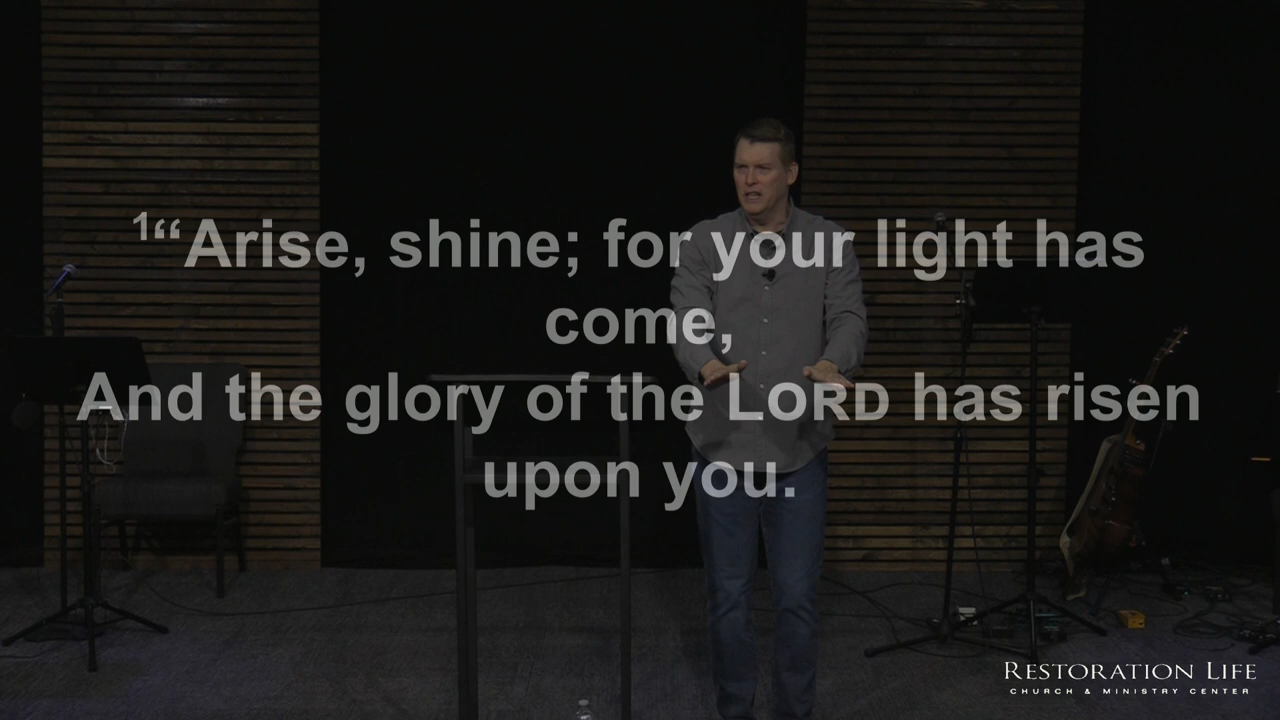 1“Arise, shine; for your light has
come,
And the glory of the LORD has risen
upon you.
RESTORATION LIFE
CHURCH & MINISTRY CENTER